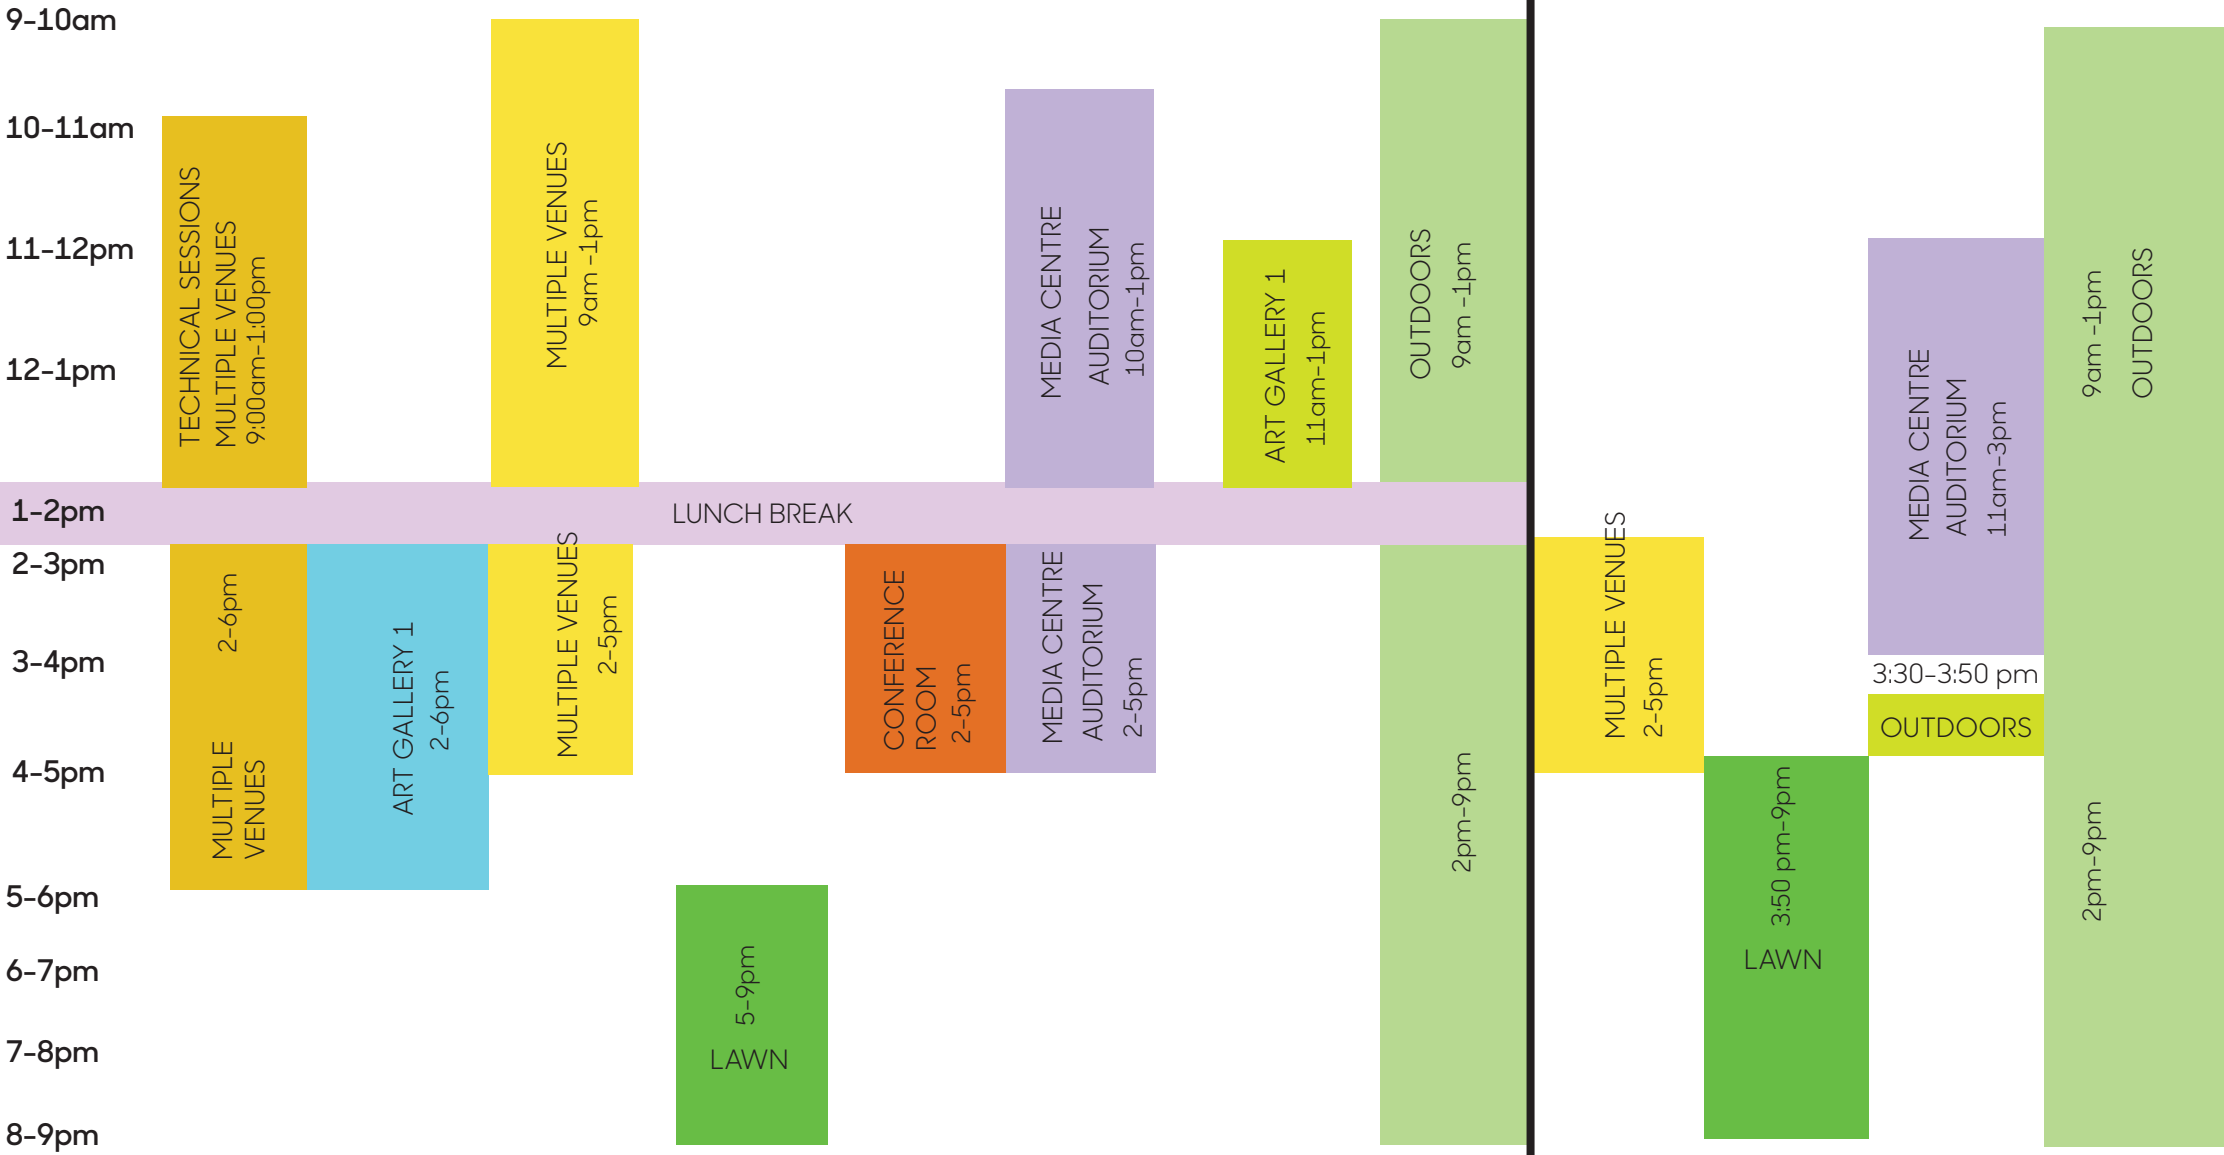 9-10am
10-11am
11-12pm
12-1pm
1-2pm
2-3pm
3-4pm
4-5pm
5-6pm
6-7pm
7-8pm
8-9pm
TECHNICAL SESSIONS
MULTIPLE VENUES
9:00am-1:00pm
MULTIPLE VENUES
9am -1pm
MEDIA CENTRE
AUDITORIUM
10am-1pm
ART GALLERY 1
11am-1pm
OUTDOORS
9am -1pm
LUNCH BREAK
2-6pm
MULTIPLE
VENUES
ART GALLERY 1
2-6pm
MULTIPLE VENUES
2-5pm
5-9pm
LAWN
CONFERENCE
ROOM
2-5pm
MEDIA CENTRE
AUDITORIUM
2-5pm
2pm-9pm
MULTIPLE VENUES
2-5pm
3:50 pm-9pm
LAWN
MEDIA CENTRE
AUDITORIUM
11am-3pm
3:30-3:50 pm
OUTDOORS
9am -1pm
OUTDOORS
2pm-9pm